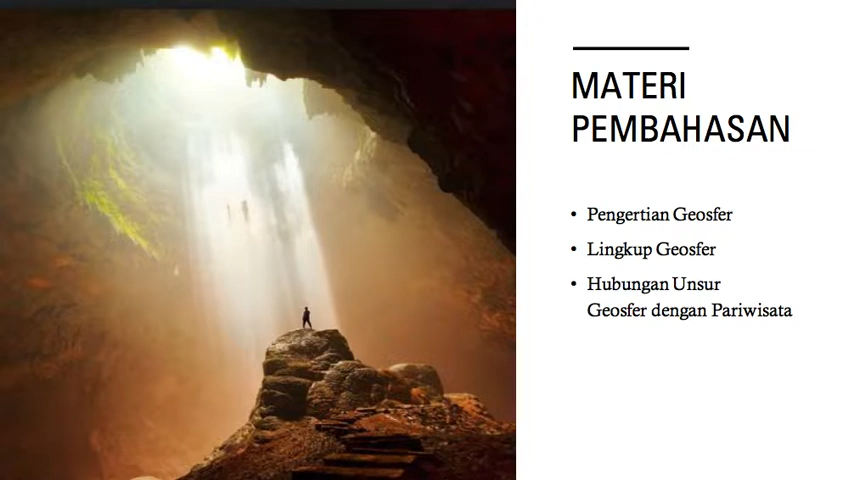 MATERI
PEMBAHASAN
• Pengertian Geosfer
• Lingkup Geosfer
• Hubungan Unsur
Geosfer dengan Pariwisata